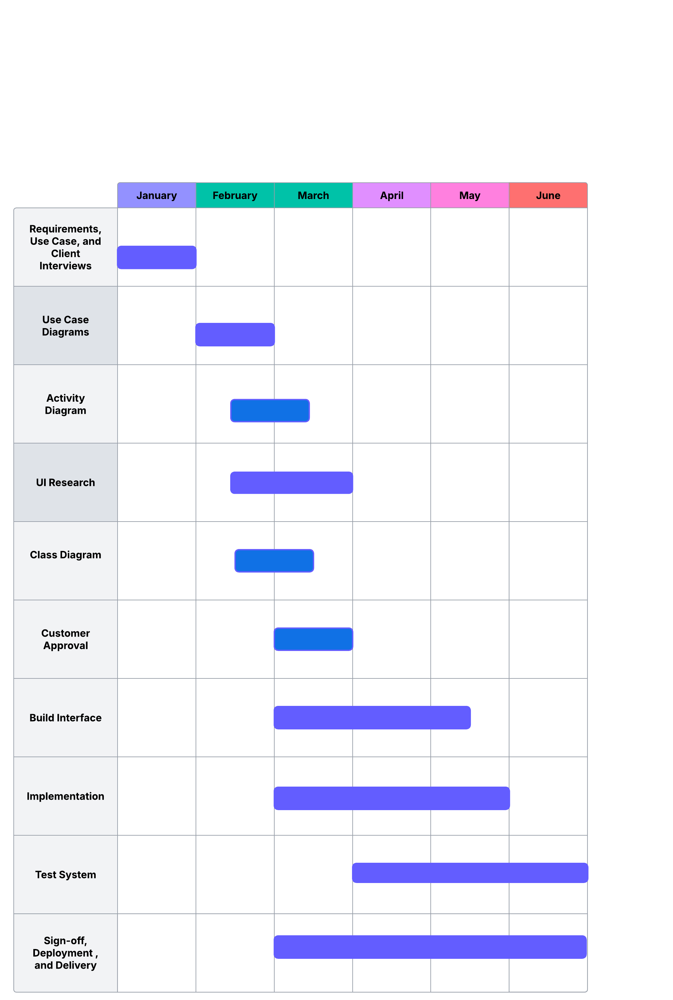 January February March April May June
Requirements,
Use Case, and
Client
Interviews
Use Case
Diagrams
Activity
Diagram
UI Research
Class Diagram
Customer
Approval
Build Interface
Implementation
Test System
Sign-off,
Deployment ,
and Delivery